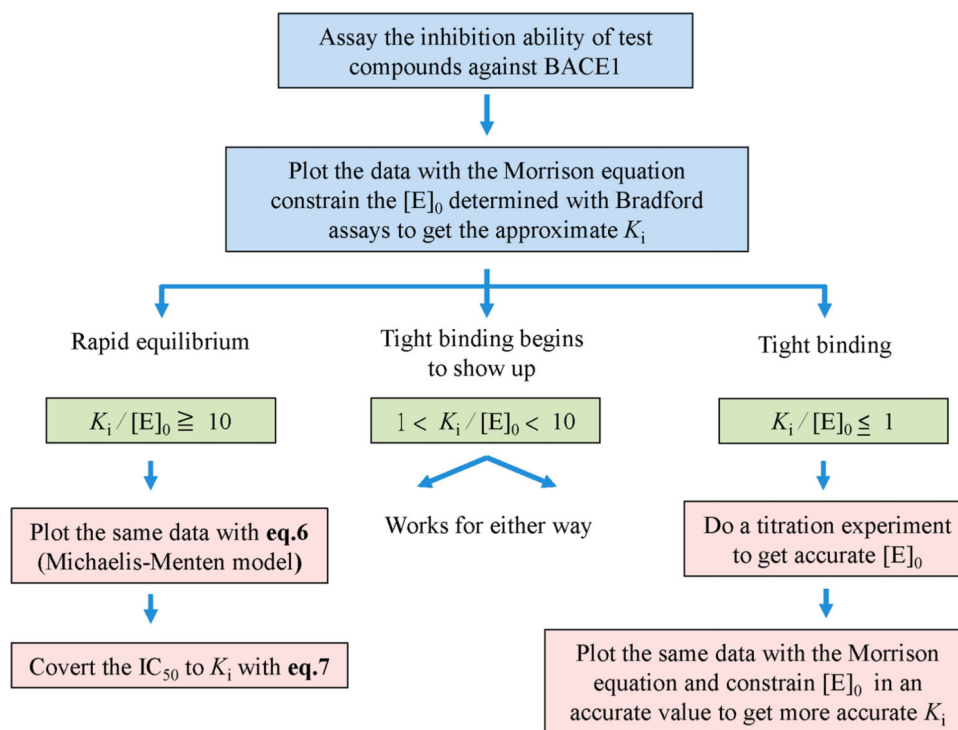 Assay the inhibition ability of test
compounds against BACE1
Plot the data with the Morrison equation
constrain the [E]₀ determined with Bradford
assays to get the approximate Kᵢ
Rapid equilibrium
Tight binding begins
to show up
Tight binding
Kᵢ / [E]₀ ≧ 10
1 < Kᵢ / [E]₀ < 10
Kᵢ / [E]₀ ≦ 1
Plot the same data with eq.6
(Michaelis-Menten model)
Works for either way
Do a titration experiment
to get accurate [E]₀
Covert the IC₅₀ to Kᵢ with eq.7
Plot the same data with the Morrison
equation and constrain [E]₀ in an
accurate value to get more accurate Kᵢ